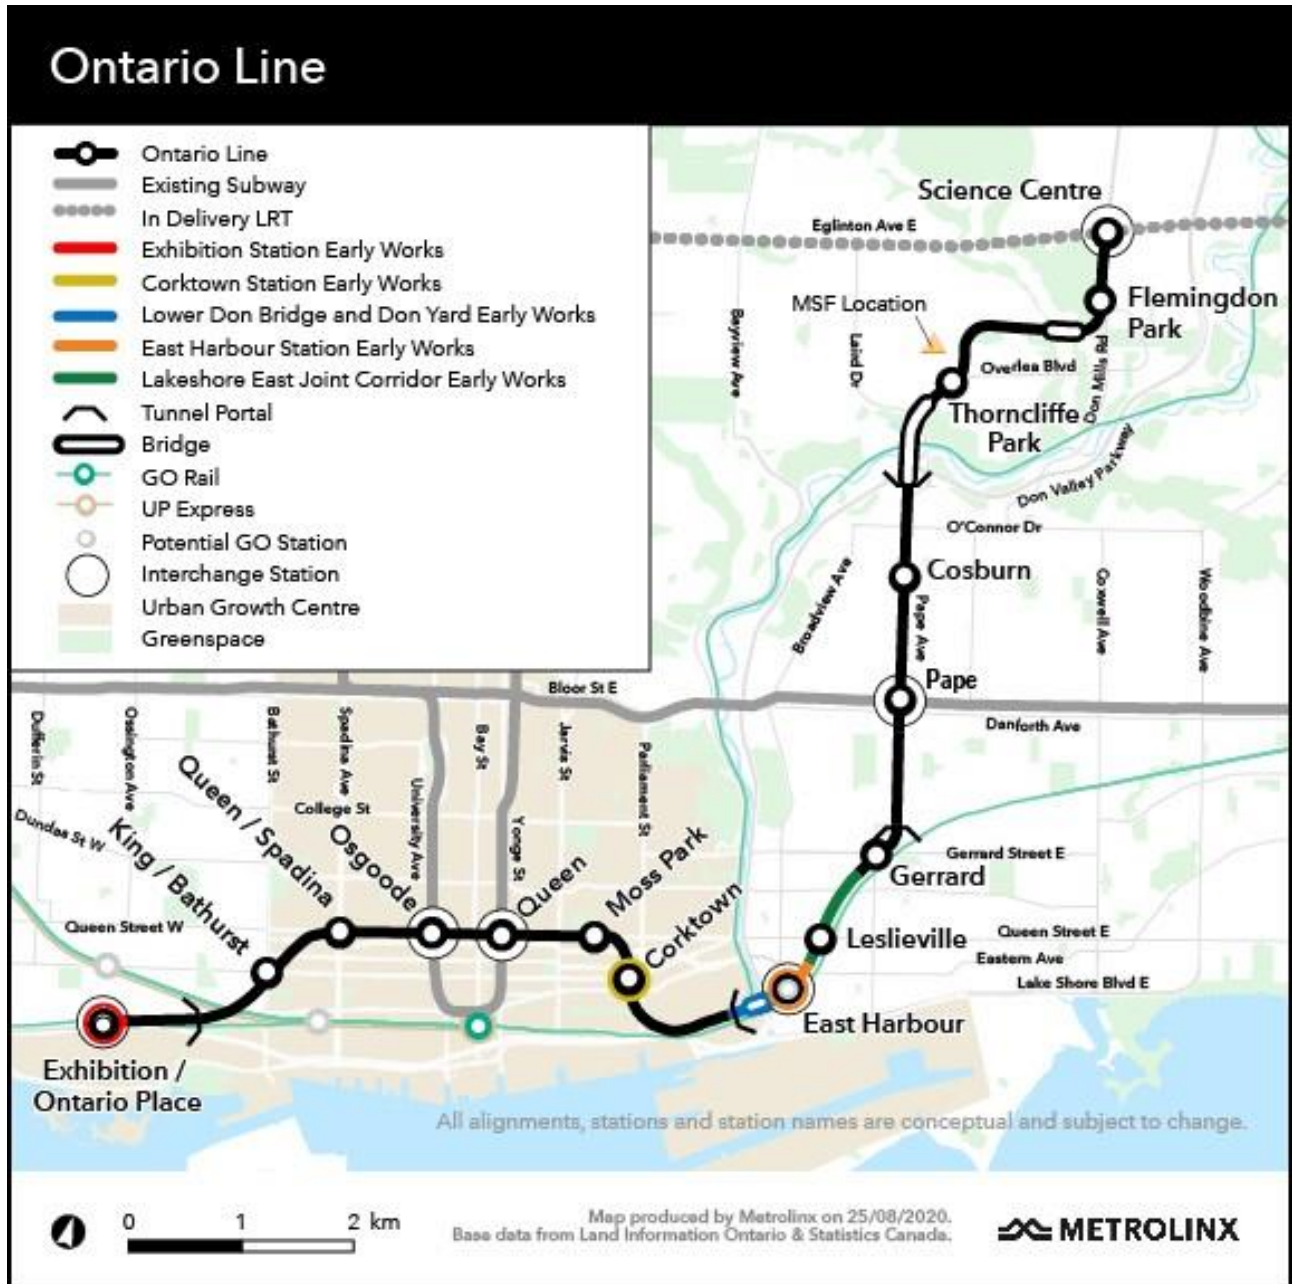 Ontario Line
Ontario Line
Existing Subway
In Delivery LRT
Exhibition Station Early Works
Corktown Station Early Works
Lower Don Bridge and Don Yard Early Works
East Harbour Station Early Works
Lakeshore East Joint Corridor Early Works
Tunnel Portal
Bridge
GO Rail
UP Express
Potential GO Station
Interchange Station
Urban Growth Centre
Greenspace
Science Centre
Eglinton Ave E
MSF Location
Flemingdon
Park
Bayview Ave
Laird Dr
Overlea Blvd
Don Mills Rd
Thorncliffe
Park
Don Valley Parkway
O'Connor Dr
Cosburn
Broadview Ave
Pape Ave
Coxwell Ave
Woodbine Ave
Pape
Bloor St E
Danforth Ave
Dufferin St
Ossington Ave
Bathurst St
Spadina Ave
University Ave
Bay St
Yonge St
Jarvis St
Parliament St
College St
Dundas St W
Queen Street W
King / Bathurst
Queen / Spadina
Osgoode
Queen
Moss Park
Corktown
Gerrard Street E
Gerrard
Leslieville
Queen Street E
Eastern Ave
Lake Shore Blvd E
East Harbour
Exhibition /
Ontario Place
All alignments, stations and station names are conceptual and subject to change.
0 1 2 km
Map produced by Metrolinx on 25/08/2020.
Base data from Land Information Ontario & Statistics Canada.
METROLINX